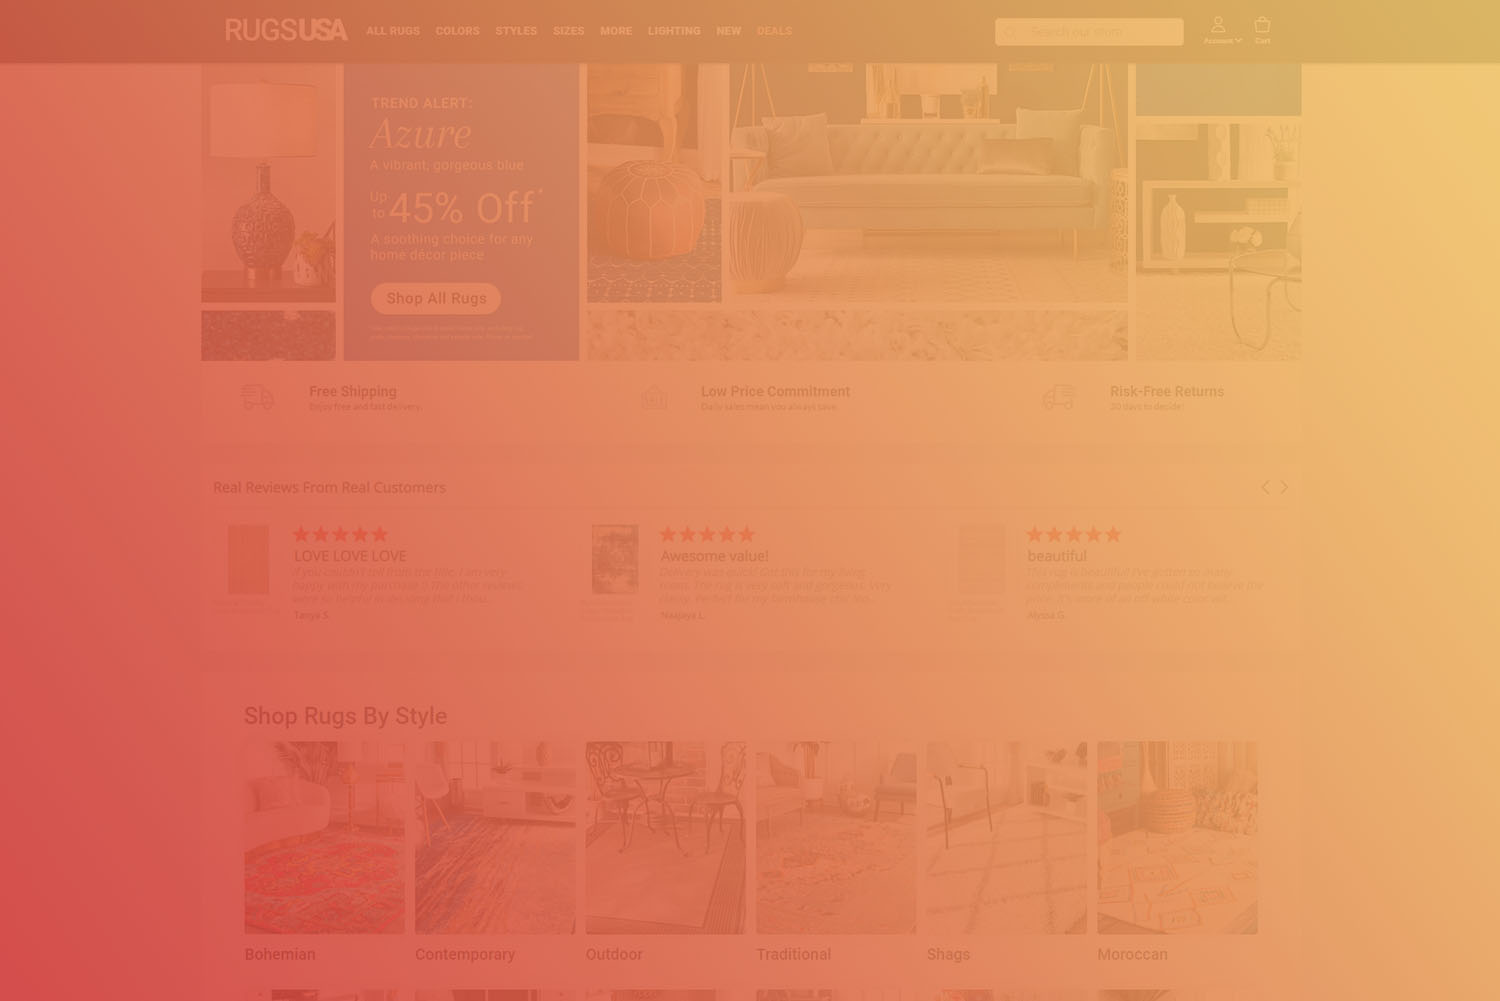 RUGSUSA ALL RUGS COLORS STYLES SIZES MORE LIGHTING NEW DEALS Search our store Account Cart
TREND ALERT:
Azure
A vibrant, gorgeous blue
Up to 45% Off*
A soothing choice for any
home décor piece
Shop All Rugs
Free Shipping
Enjoy free and fast delivery.
Low Price Commitment
Daily sales mean you always save.
Risk-Free Returns
30 days to decide*
Real Reviews From Real Customers
LOVE LOVE LOVE
If you couldn't tell from the title, I am very
happy with my purchase!! The other reviews
were so helpful in deciding that I thou...
Tanya S.
Awesome value!
Delivery was quick! Got this for my living
room. The rug is very soft and gorgeous. Very
classy. Perfect for my farmhouse chic
Naajaya L.
beautiful
This rug is beautiful! I've gotten so many
compliments and people could not believe the
price. It's more of an off-white color
Alyssa G.
Shop Rugs By Style
Bohemian Contemporary Outdoor Traditional Shags Moroccan